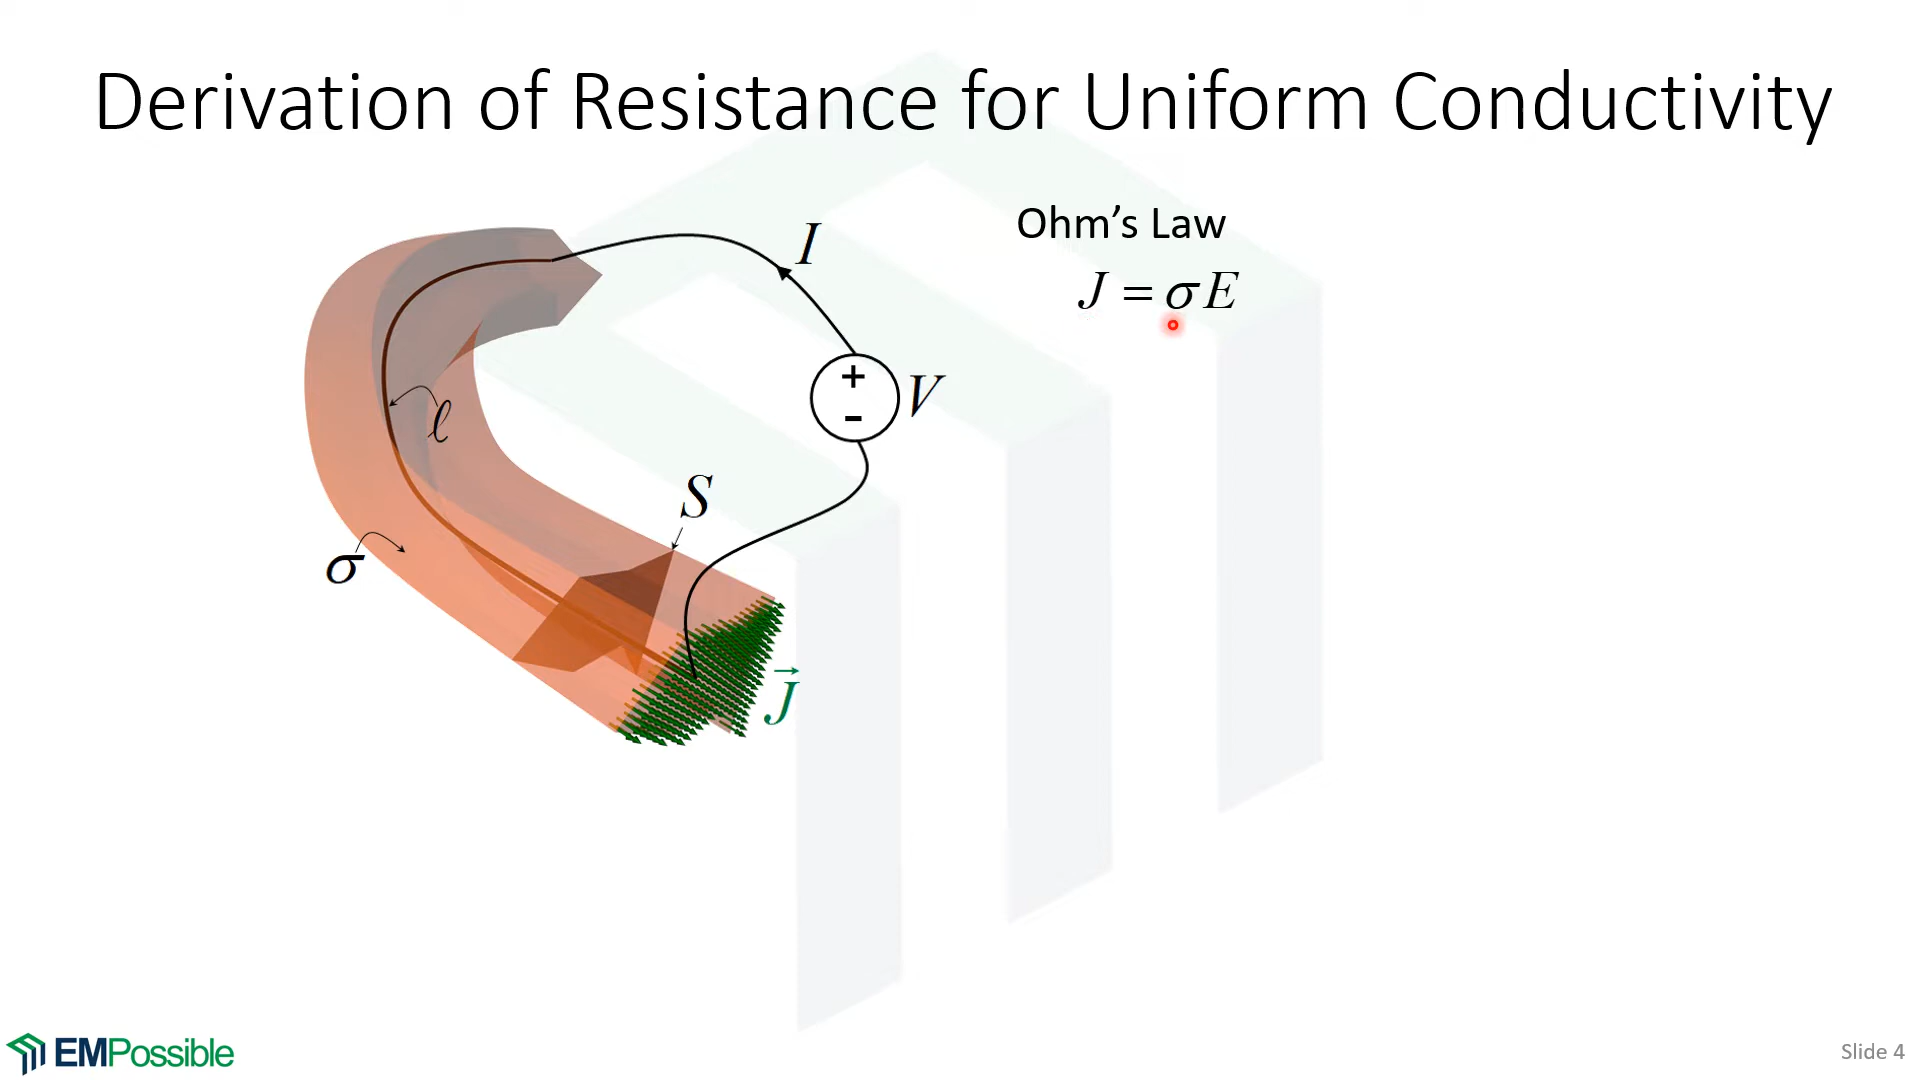 Derivation of Resistance for Uniform Conductivity
Ohm’s Law
J = σE
I
+
-
V
ℓ
S
σ
J⃗
EMPossible
Slide 4